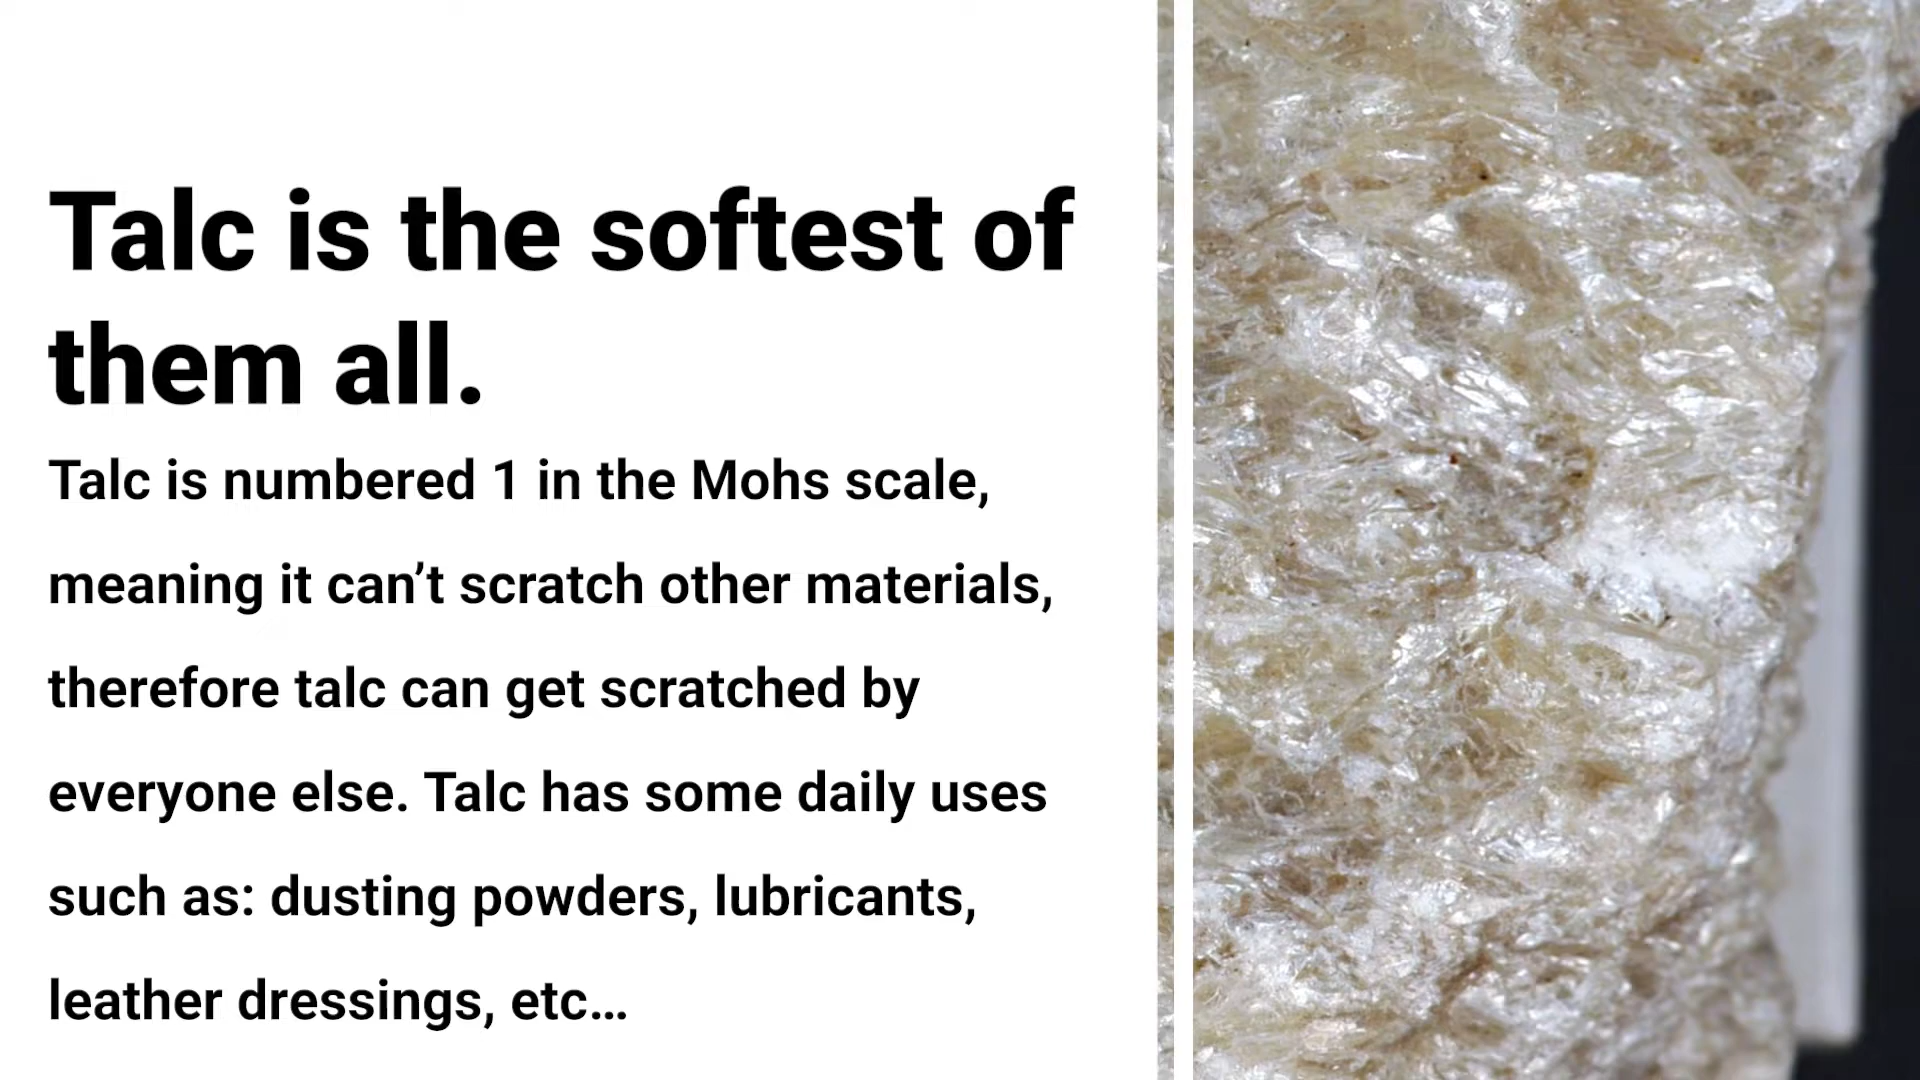 Talc is the softest of
them all.
Talc is numbered 1 in the Mohs scale,
meaning it can’t scratch other materials,
therefore talc can get scratched by
everyone else. Talc has some daily uses
such as: dusting powders, lubricants,
leather dressings, etc…